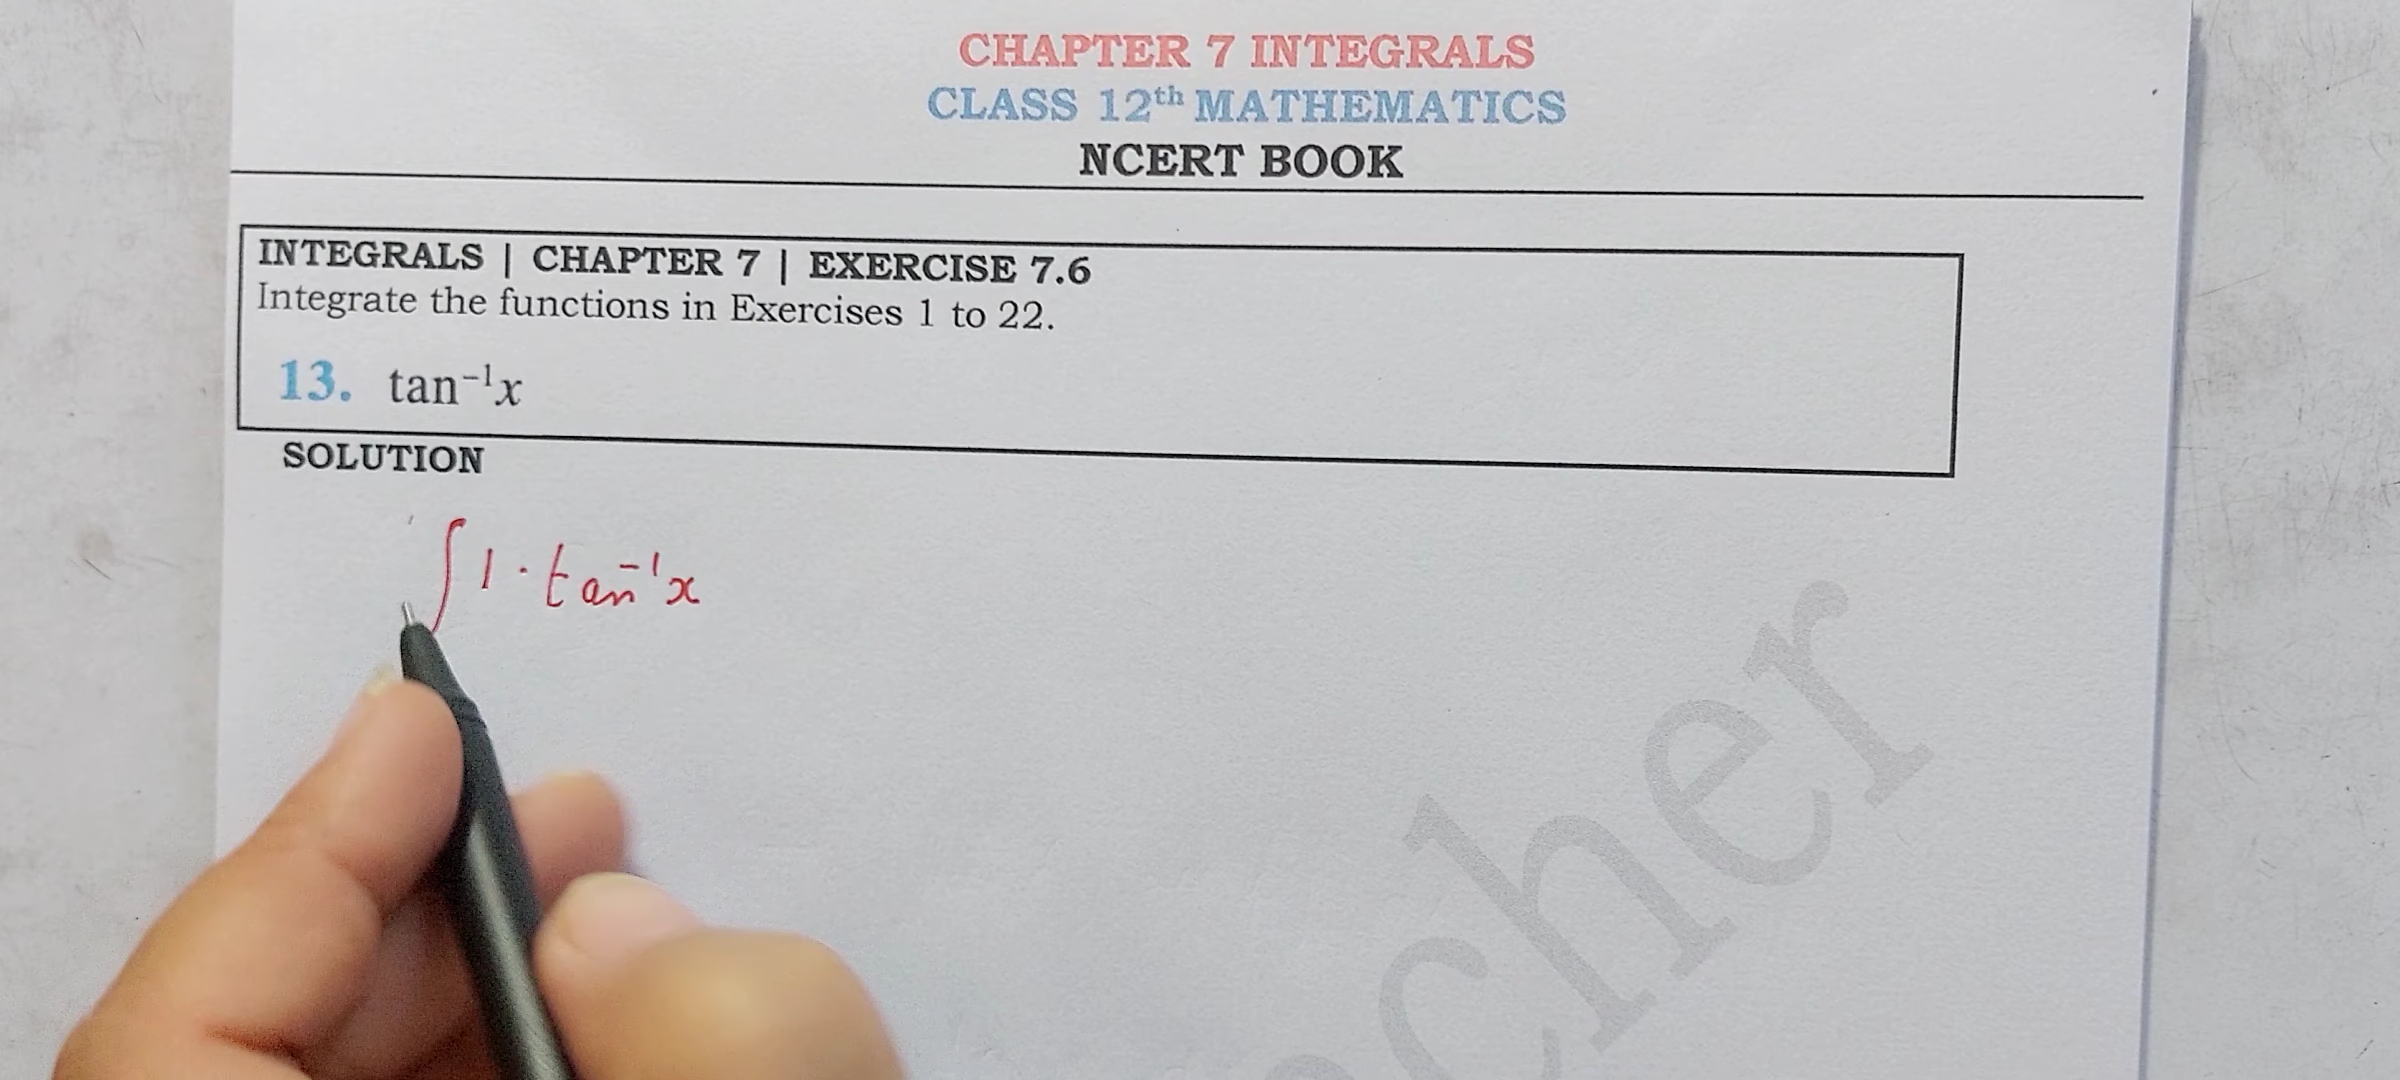 CHAPTER 7 INTEGRALS
CLASS 12th MATHEMATICS
NCERT BOOK
INTEGRALS | CHAPTER 7 | EXERCISE 7.6
Integrate the functions in Exercises 1 to 22.
13. tan⁻¹x
SOLUTION
∫ 1 · tan⁻¹x
cher